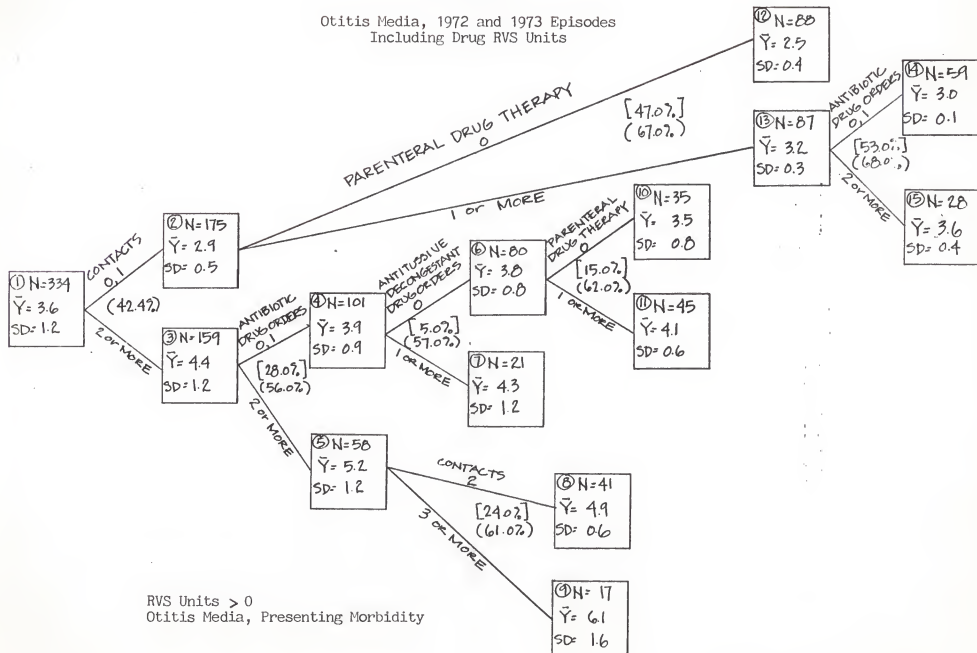 Otitis Media, 1972 and 1973 Episodes
Including Drug RVS Units
① N=334
Ȳ= 3.6
SD= 1.2
CONTACTS
0,1
(42.4%)
2 or MORE
② N=175
Ȳ= 2.9
SD= 0.5
③ N=159
Ȳ= 4.4
SD= 1.2
PARENTERAL DRUG THERAPY
0
[47.0%]
(67.0%)
1 or MORE
⑫ N=88
Ȳ= 2.5
SD= 0.4
⑬ N=87
Ȳ= 3.2
SD= 0.3
ANTIBIOTIC
DRUG ORDERS
0,1
[53.0%]
(68.0%)
2 or MORE
⑭ N=59
Ȳ= 3.0
SD= 0.1
⑮ N= 28
Ȳ= 3.6
SD= 0.4
ANTIBIOTIC
DRUG ORDERS
0,1
[28.0%]
(56.0%)
2 or MORE
④ N=101
Ȳ= 3.9
SD= 0.9
⑤ N=58
Ȳ= 5.2
SD= 1.2
ANTITUSSIVE
DECONGESTANT
DRUG ORDERS
0
[5.0%]
(57.0%)
1 or MORE
⑥ N=80
Ȳ= 3.8
SD= 0.8
⑦ N=21
Ȳ= 4.3
SD= 1.2
PARENTERAL
DRUG THERAPY
0
[15.0%]
(62.0%)
1 or MORE
⑩ N=35
Ȳ= 3.5
SD= 0.8
⑪ N=45
Ȳ= 4.1
SD= 0.6
CONTACTS
2
[24.0%]
(61.0%)
3 OR MORE
⑧ N=41
Ȳ= 4.9
SD= 0.6
⑨ N= 17
Ȳ= 6.1
SD= 1.6
RVS Units > 0
Otitis Media, Presenting Morbidity